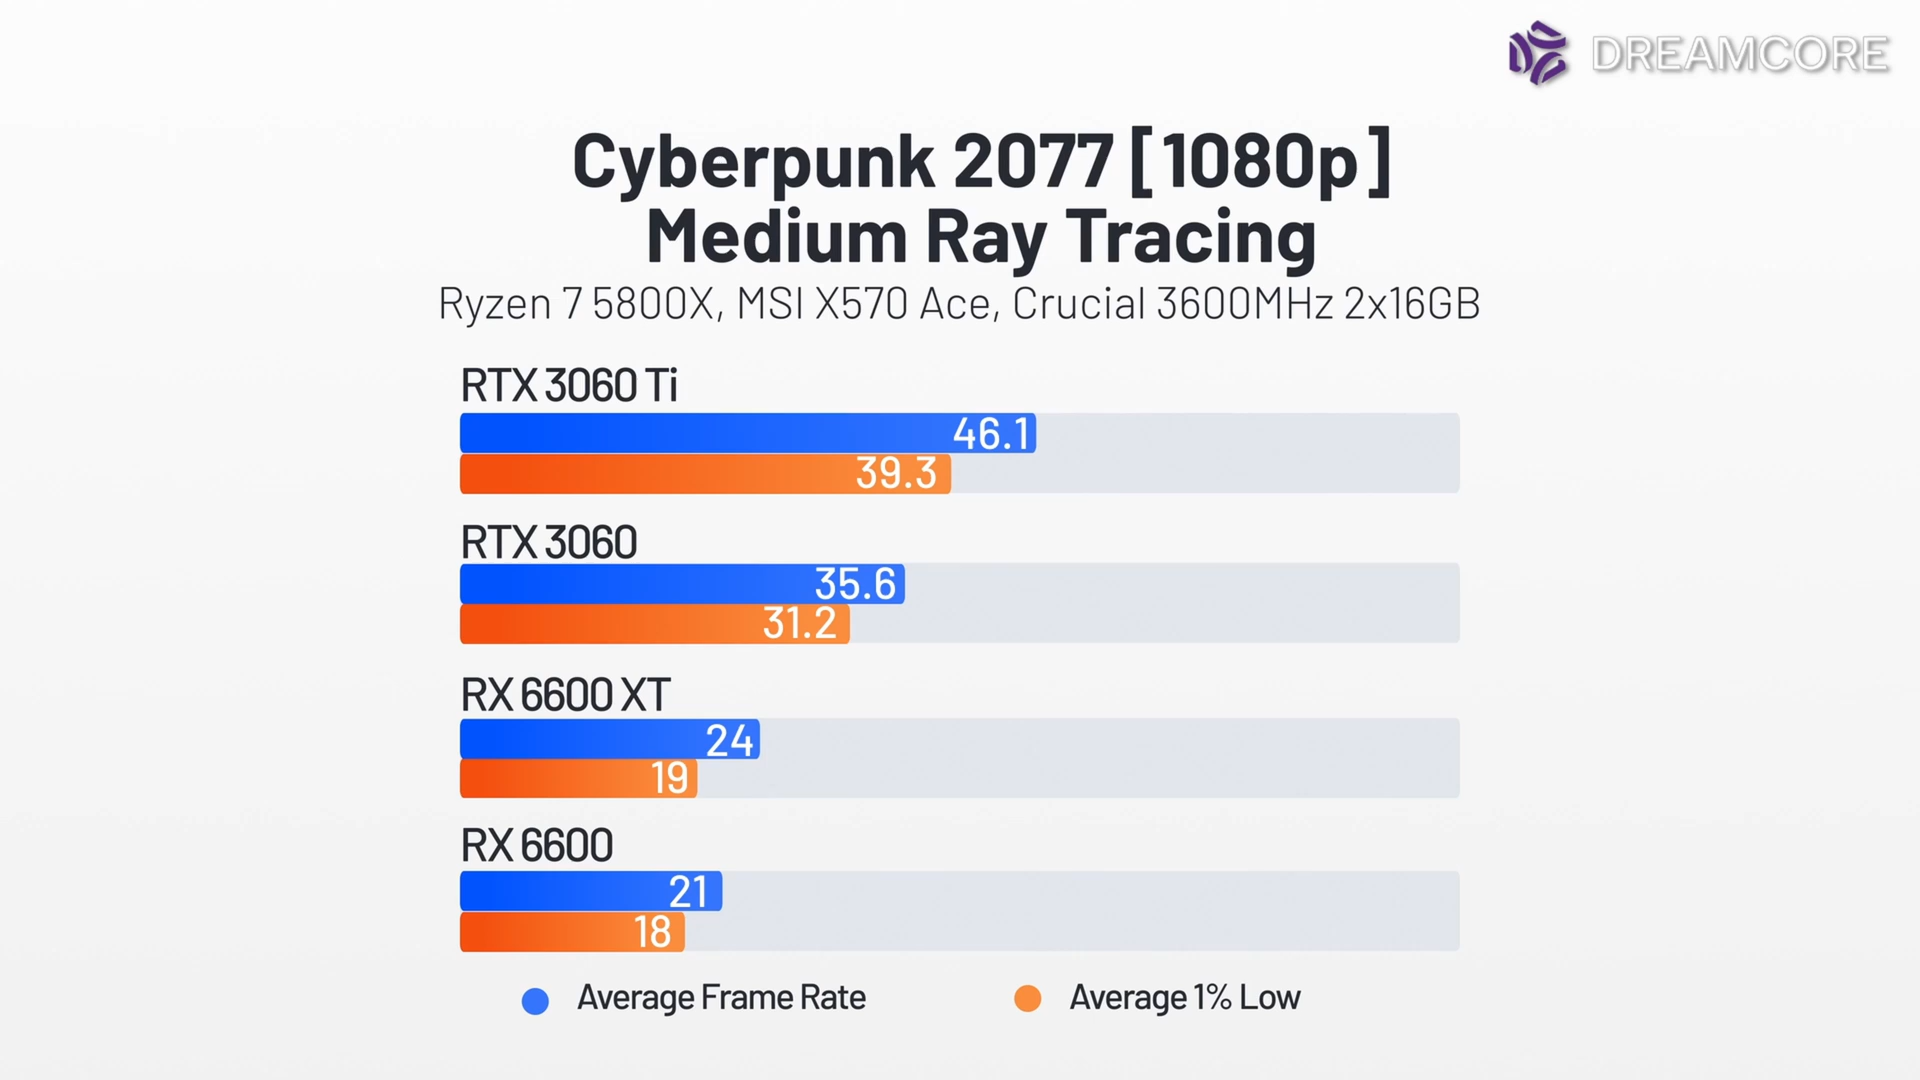 DREAMCORE
Cyberpunk 2077 [1080p]
Medium Ray Tracing
Ryzen 7 5800X, MSI X570 Ace, Crucial 3600MHz 2x16GB
RTX 3060 Ti
46.1
39.3
RTX 3060
35.6
31.2
RX 6600 XT
24
19
RX 6600
21
18
Average Frame Rate
Average 1% Low